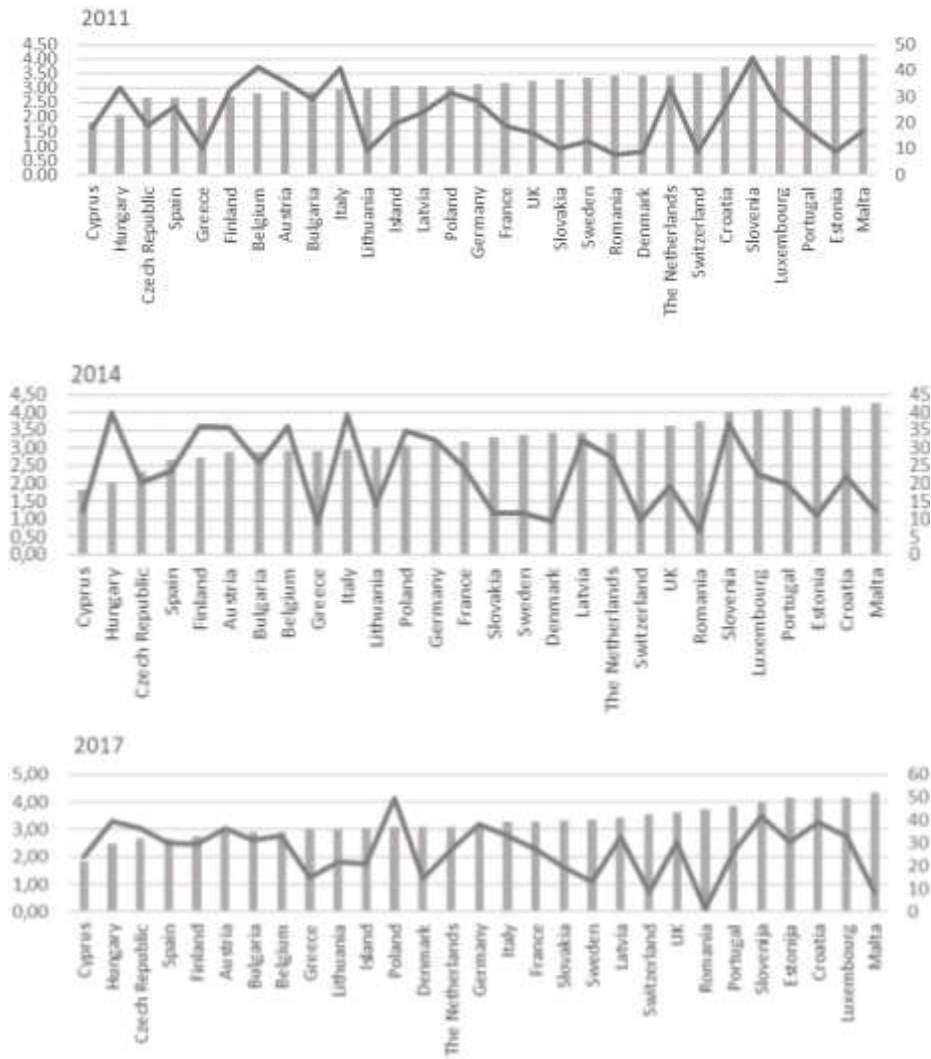 2011
4.50 50
4.00 40
3.50
3.00 30
2.50
2.00 20
1.50
1.00 10
0.50
0.00 0
Cyprus
Hungary
Czech Republic
Spain
Greece
Finland
Belgium
Austria
Bulgaria
Italy
Lithuania
Island
Latvia
Poland
Germany
France
UK
Slovakia
Sweden
Romania
Denmark
The Netherlands
Switzerland
Croatia
Slovenia
Luxembourg
Portugal
Estonia
Malta
2014
4,50 45
4,00 40
3,50 35
3,00 30
2,50 25
2,00 20
1,50 15
1,00 10
0,50 5
0,00 0
Cyprus
Hungary
Czech Republic
Spain
Finland
Austria
Bulgaria
Belgium
Greece
Italy
Lithuania
Poland
Germany
France
Slovakia
Sweden
Denmark
Latvia
The Netherlands
Switzerland
UK
Romania
Slovenia
Luxembourg
Portugal
Estonia
Croatia
Malta
2017
5,00 60
4,00 50
3,00 40
2,00 30
1,00 20
0,00 10
0
Cyprus
Hungary
Czech Republic
Spain
Finland
Austria
Bulgaria
Belgium
Greece
Lithuania
Island
Poland
Denmark
The Netherlands
Germany
Italy
France
Slovakia
Sweden
Latvia
Switzerland
UK
Romania
Portugal
Slovenija
Estonija
Croatia
Luxembourg
Malta